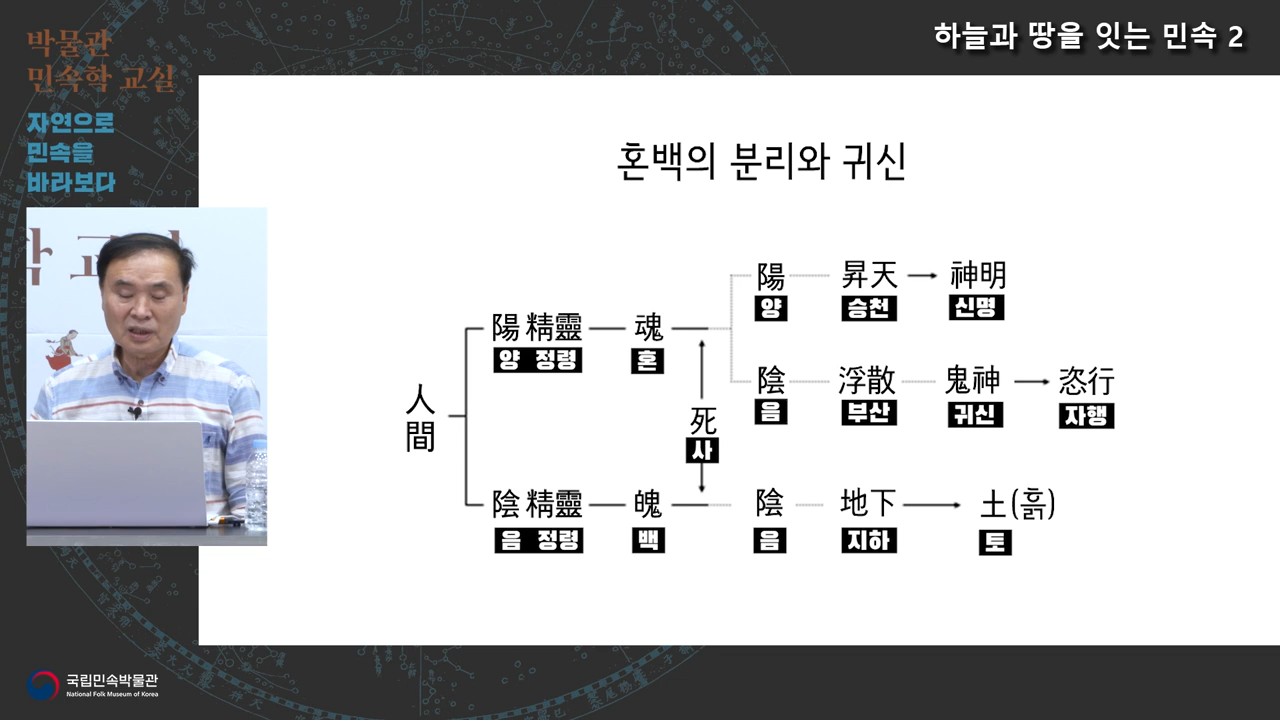 하늘과 땅을 잇는 민속 2
박물관
민속학 교실
자연으로
민속을
바라보다
학 교
혼백의 분리와 귀신
陽 昇天 神明
양 승천 신명
陽 精靈 魂
양 정령 혼
陰 浮散 鬼神 恣行
음 부산 귀신 자행
人
間
死
사
陰 精靈 魄 陰 地下 土(흙)
음 정령 백 음 지하 토
국립민속박물관
National Folk Museum of Korea